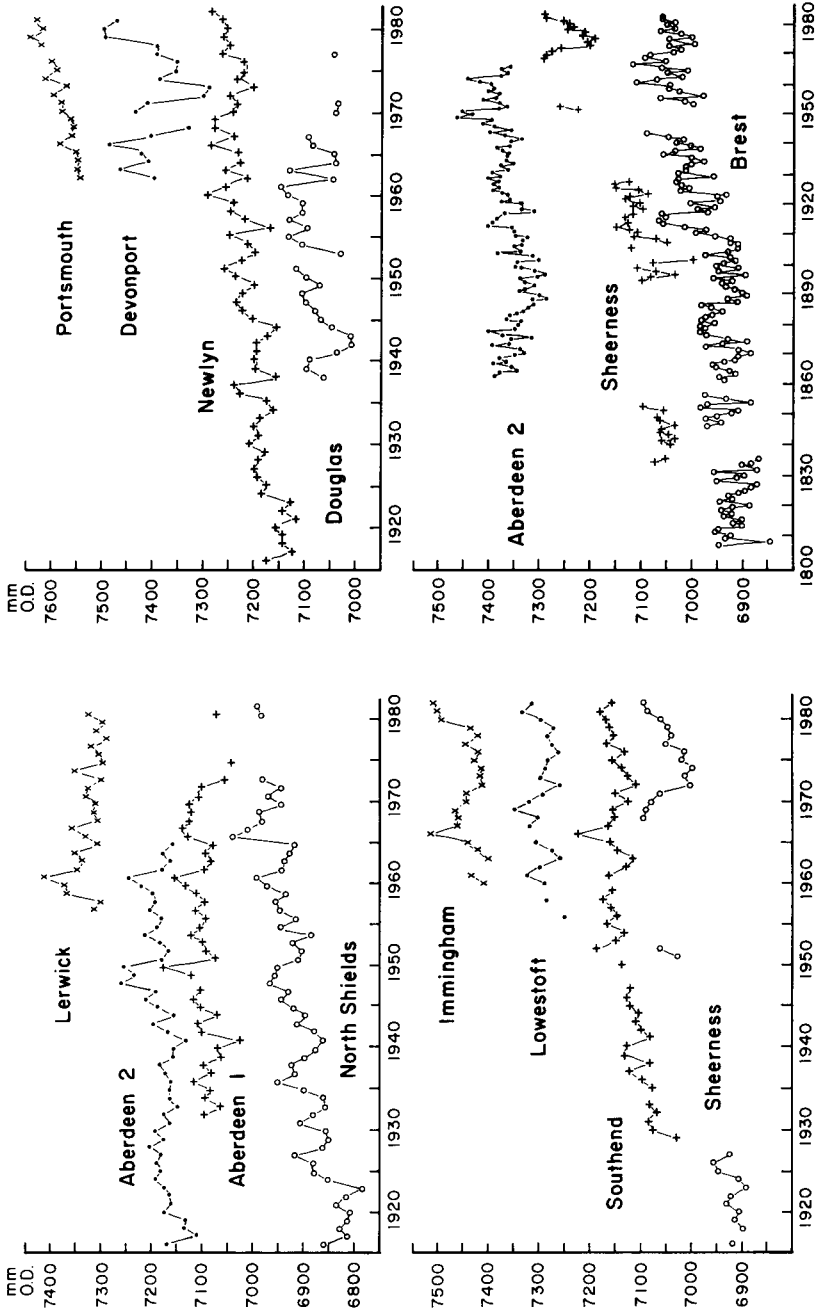 mm
O.D.
7400
7300
7200
7100
7000
6900
6800
Lerwick
Aberdeen 2
Aberdeen 1
North Shields
1920 1930 1940 1950 1960 1970 1980
mm
O.D.
7600
7500
7400
7300
7200
7100
7000
Portsmouth
Devonport
Newlyn
Douglas
1920 1930 1940 1950 1960 1970 1980
7500
7400
7300
7200
7100
7000
6900
Immingham
Lowestoft
Southend
Sheerness
1920 1930 1940 1950 1960 1970 1980
7500
7400
7300
7200
7100
7000
6900
Aberdeen 2
Sheerness
Brest
1800 1830 1860 1890 1920 1950 1980